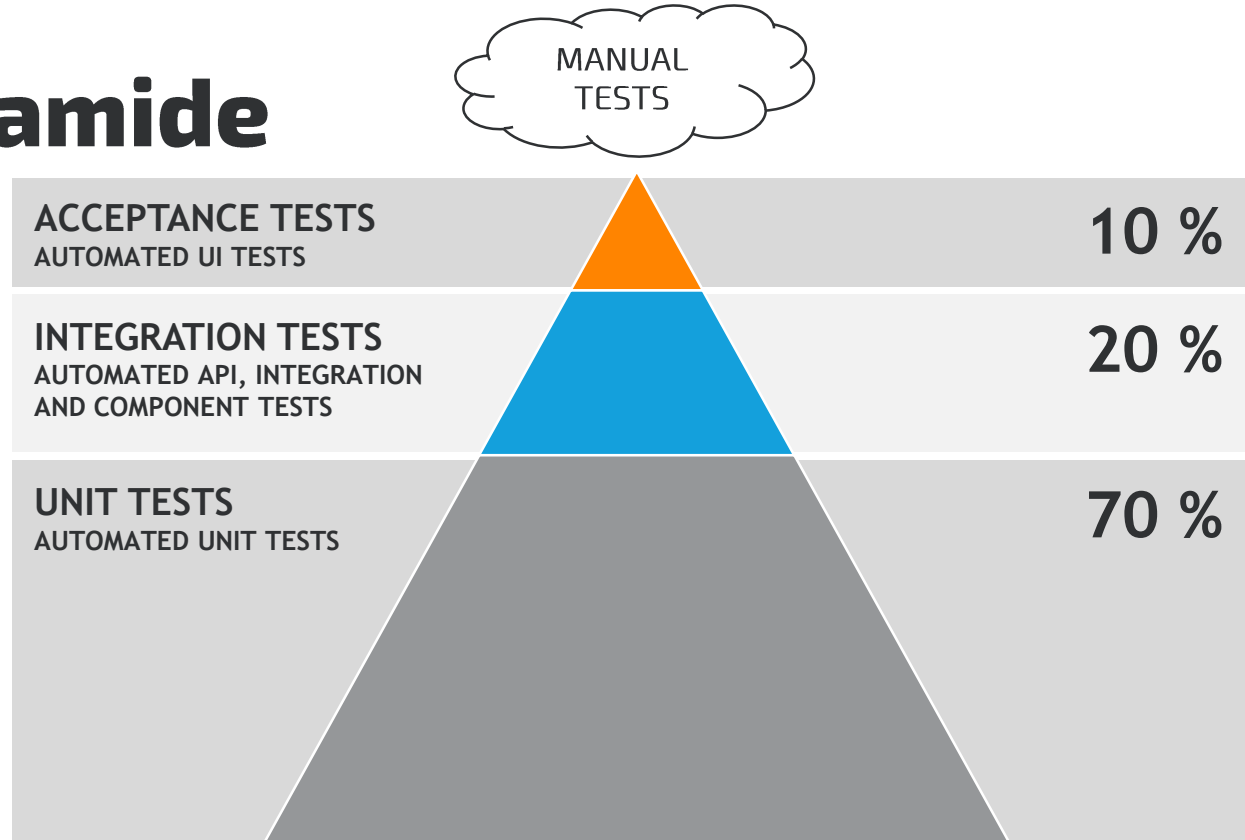 MANUAL
TESTS
amide
ACCEPTANCE TESTS
10 %
AUTOMATED UI TESTS
INTEGRATION TESTS
20 %
AUTOMATED API, INTEGRATION
AND COMPONENT TESTS
UNIT TESTS
70 %
AUTOMATED UNIT TESTS